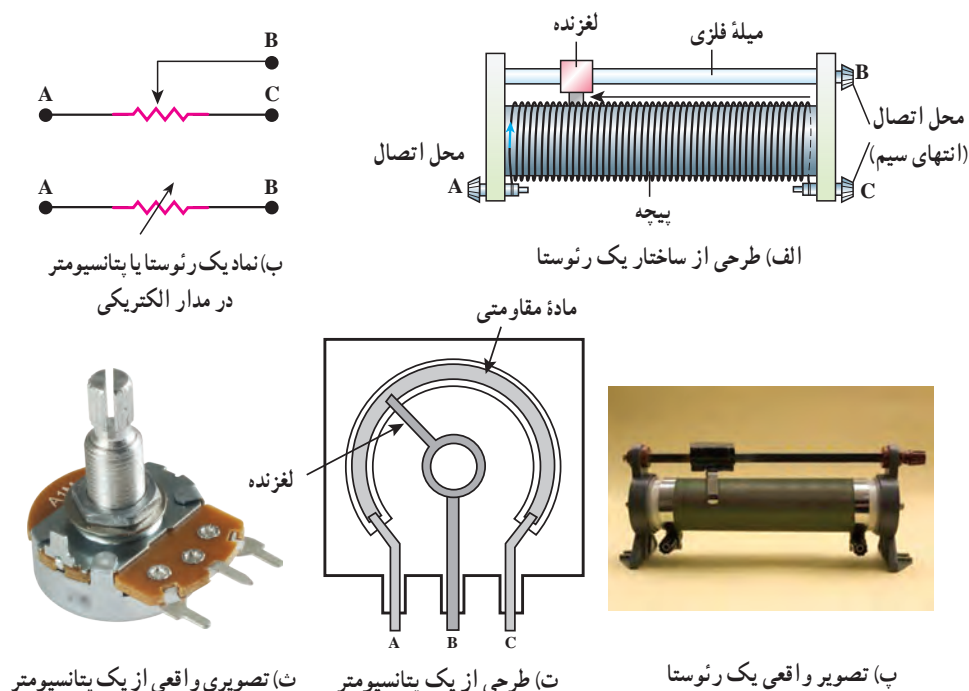 لغزنده
میلۀ فلزی
B
محل اتصال
(انتهای سیم)
C
محل اتصال
A
پیچه
الف) طرحی از ساختار یک رئوستا
B
A
C
A
B
ب) نماد یک رئوستا یا پتانسیومتر
در مدار الکتریکی
پ) تصویر واقعی یک رئوستا
مادۀ مقاومتی
لغزنده
A B C
ت) طرحی از یک پتانسیومتر
ث) تصویری واقعی از یک پتانسیومتر